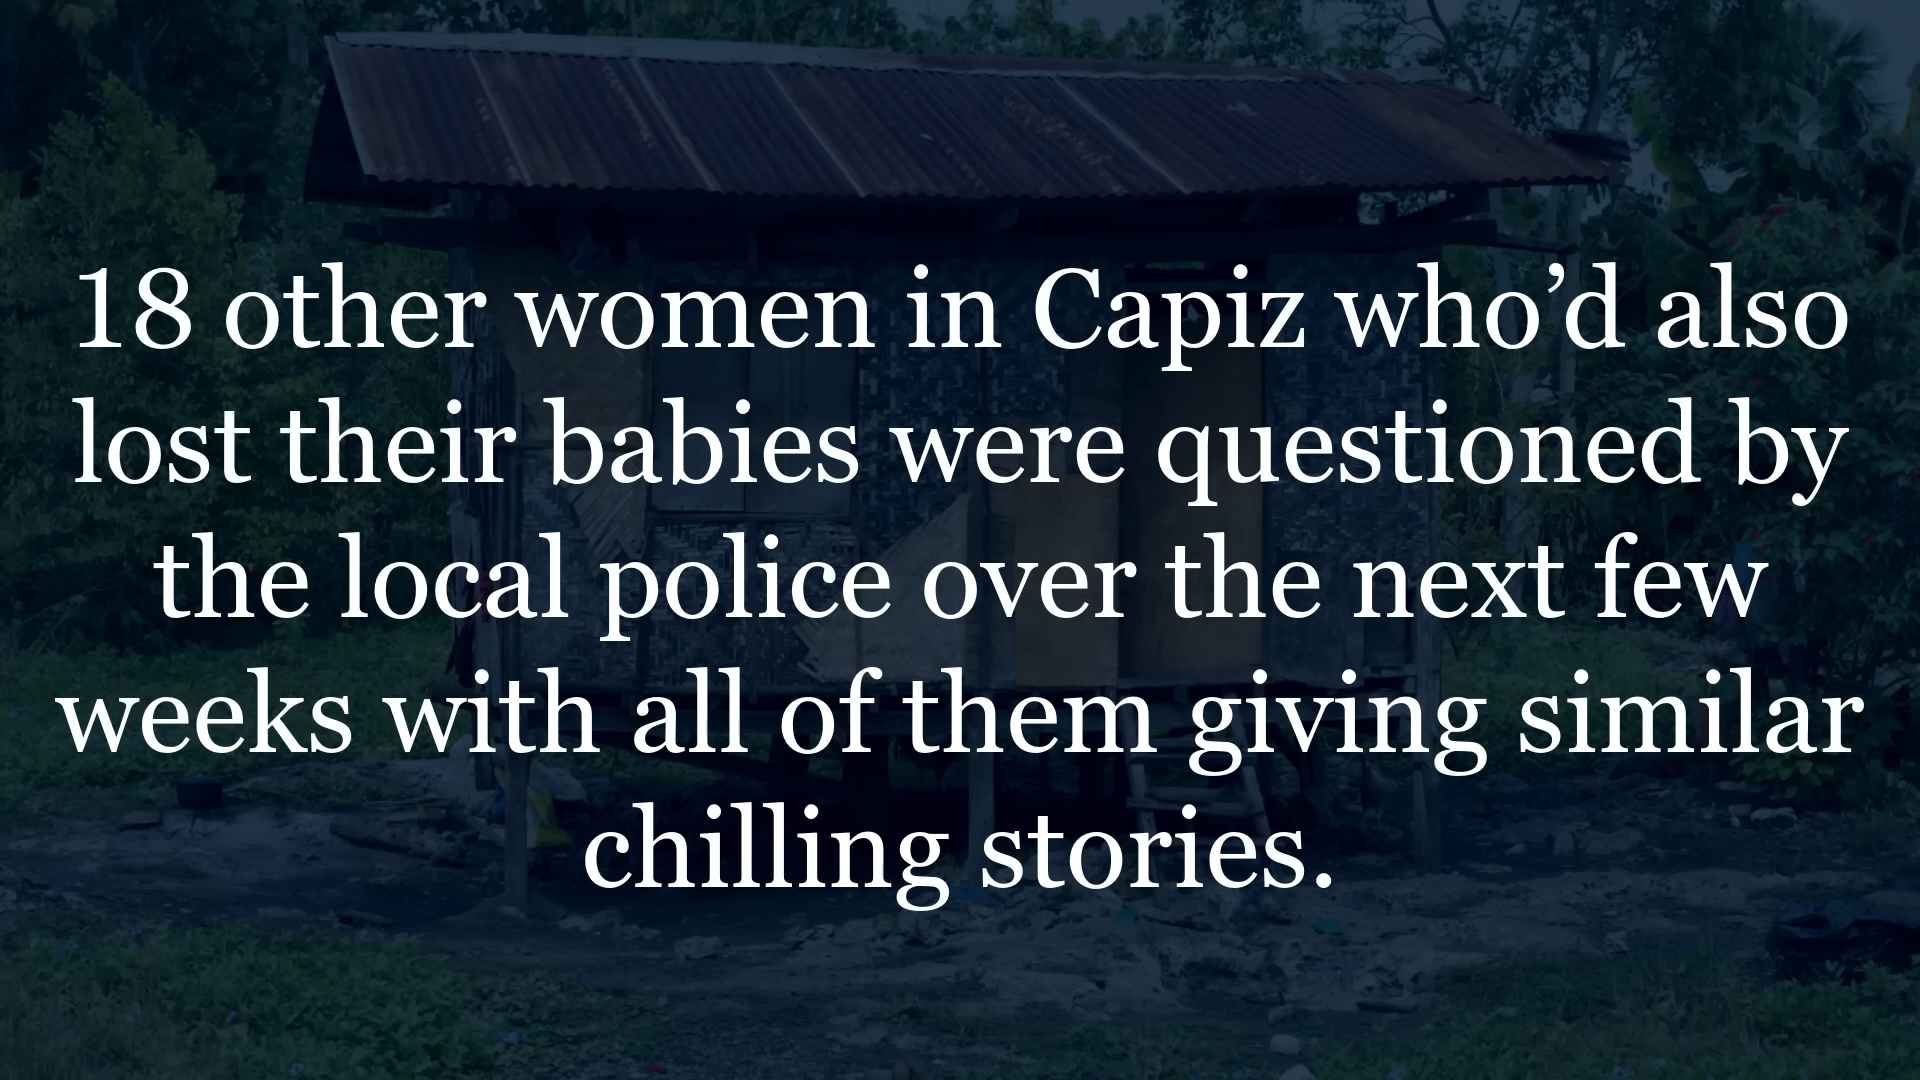 18 other women in Capiz who’d also
lost their babies were questioned by
the local police over the next few
weeks with all of them giving similar
chilling stories.